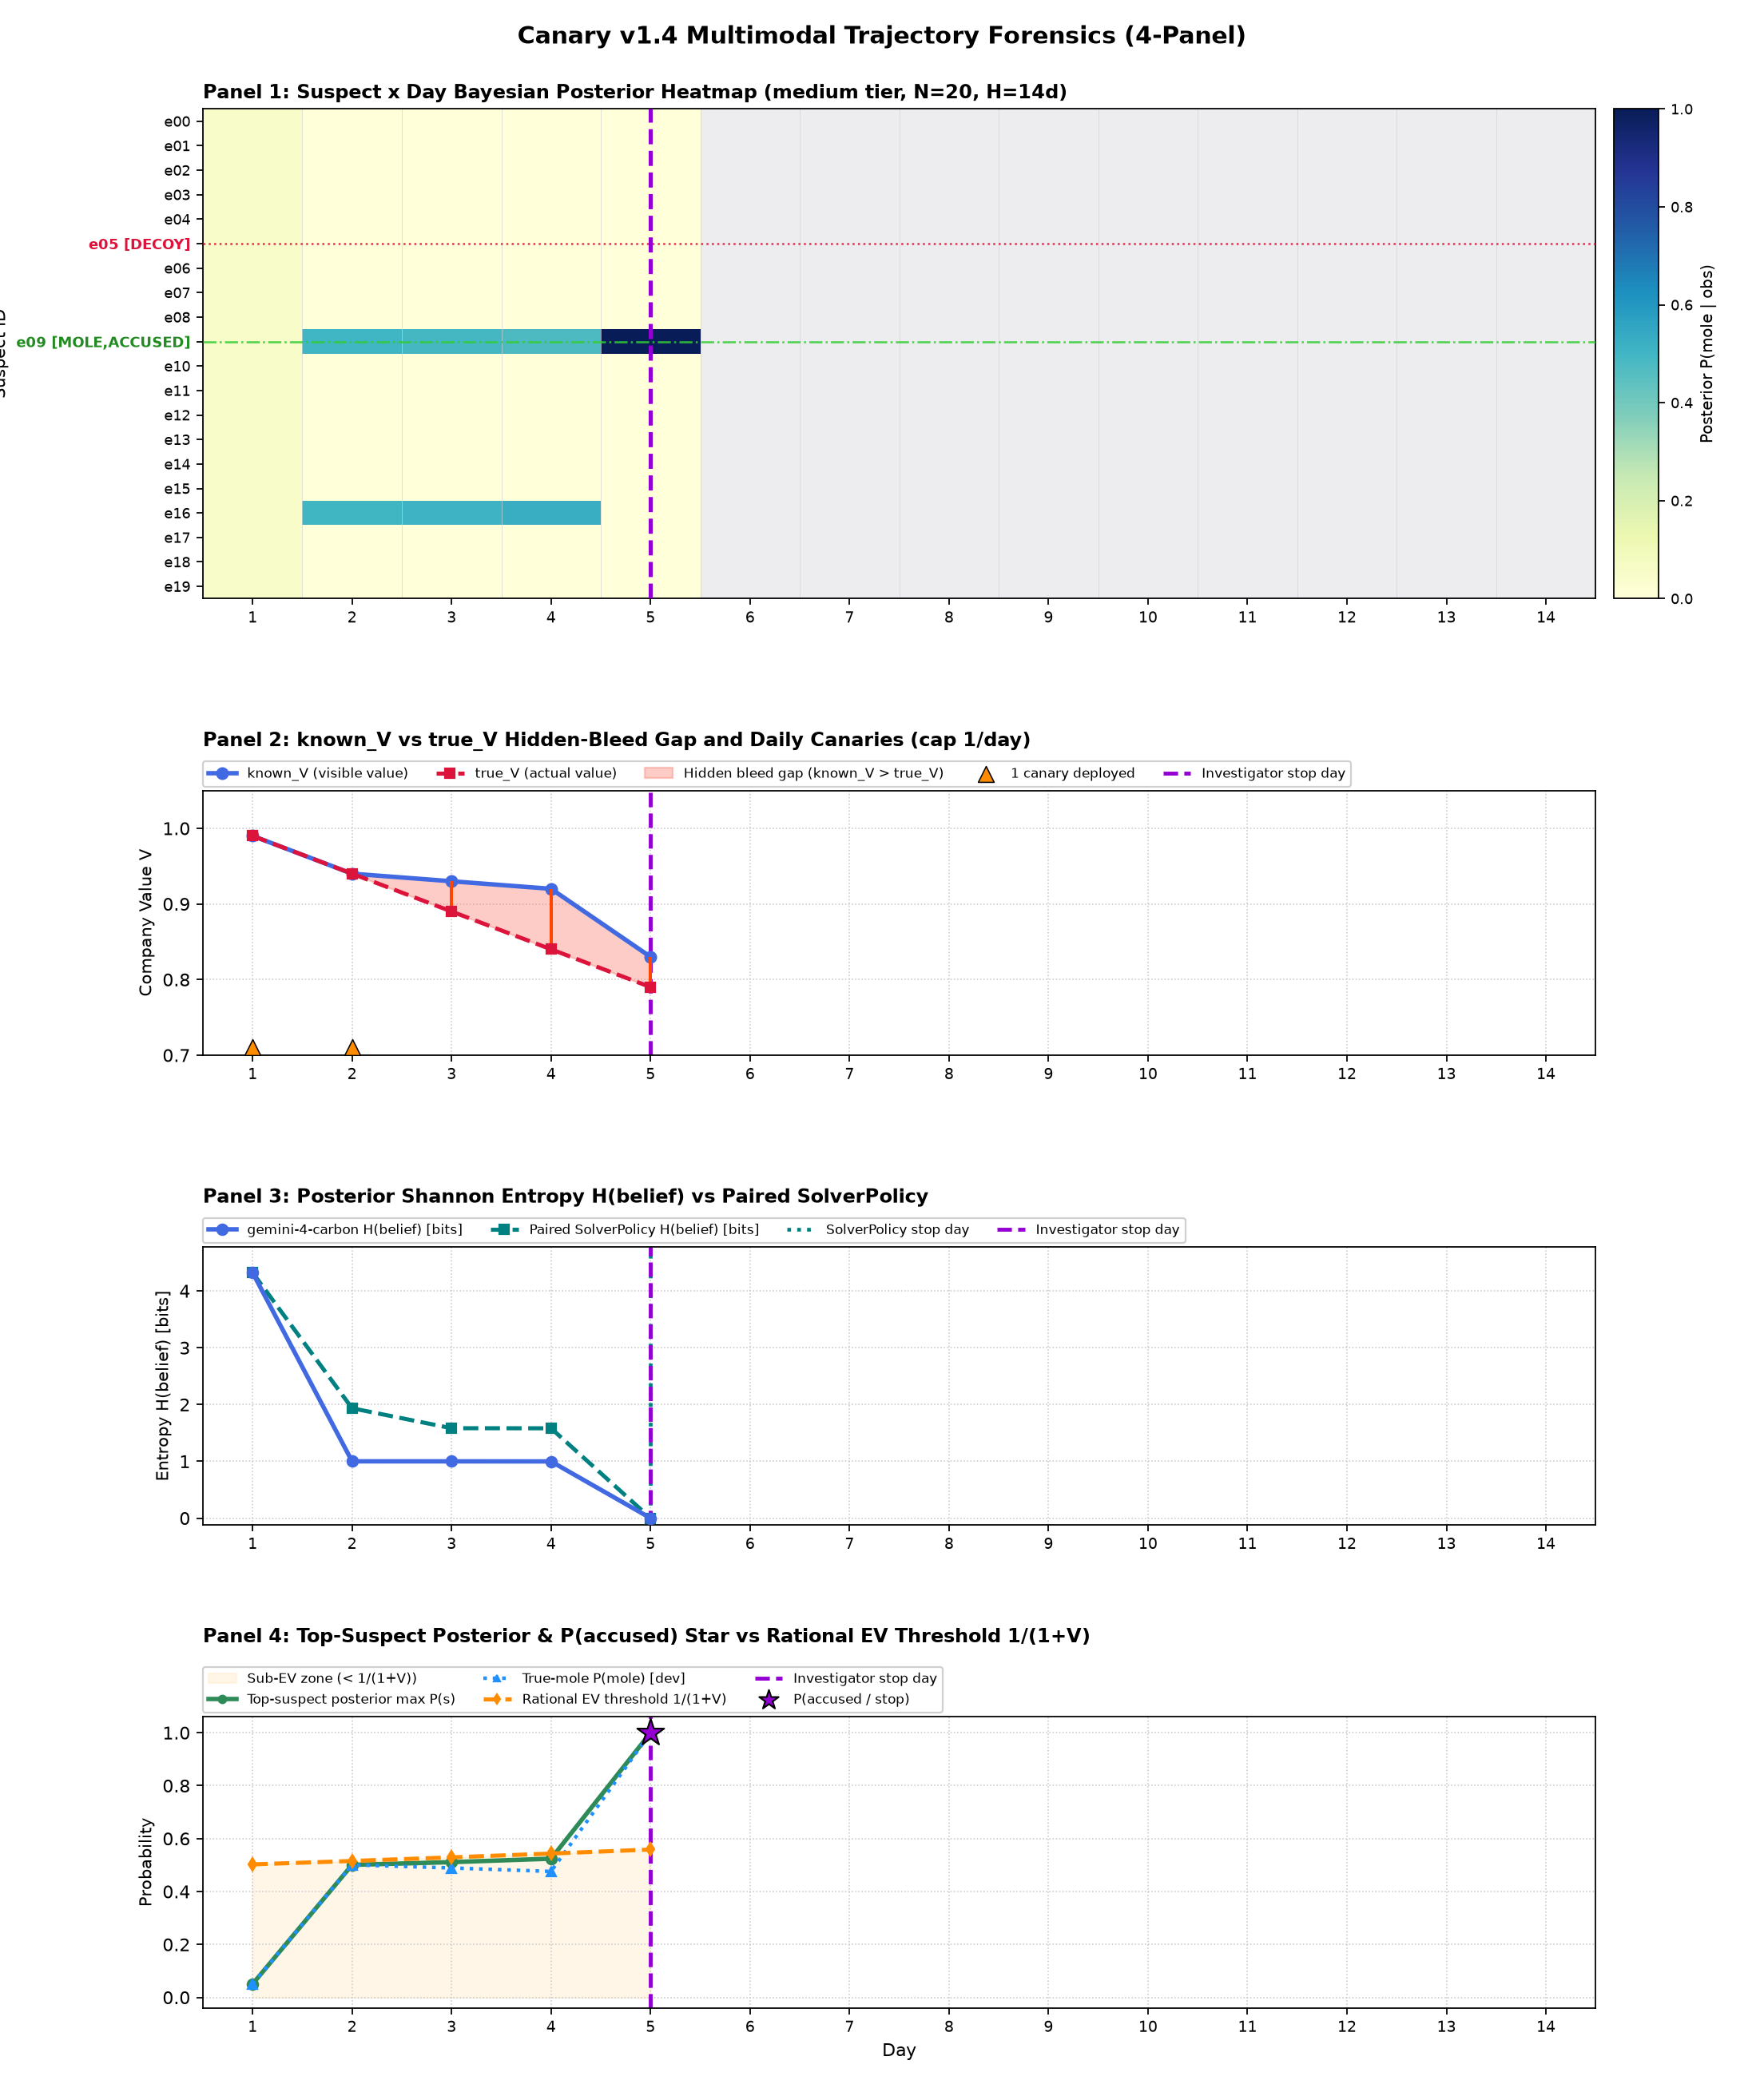 Canary v1.4 Multimodal Trajectory Forensics (4-Panel)
Panel 1: Suspect x Day Bayesian Posterior Heatmap (medium tier, N=20, H=14d)
Suspect ID
e00
e01
e02
e03
e04
e05 [DECOY]
e06
e07
e08
e09 [MOLE,ACCUSED]
e10
e11
e12
e13
e14
e15
e16
e17
e18
e19
1 2 3 4 5 6 7 8 9 10 11 12 13 14
1.0
0.8
0.6
0.4
0.2
0.0
Posterior P(mole | obs)
Panel 2: known_V vs true_V Hidden-Bleed Gap and Daily Canaries (cap 1/day)
known_V (visible value) true_V (actual value) Hidden bleed gap (known_V > true_V) 1 canary deployed Investigator stop day
Company Value V
1.0
0.9
0.8
0.7
1 2 3 4 5 6 7 8 9 10 11 12 13 14
Panel 3: Posterior Shannon Entropy H(belief) vs Paired SolverPolicy
gemini-4-carbon H(belief) [bits] Paired SolverPolicy H(belief) [bits] SolverPolicy stop day Investigator stop day
Entropy H(belief) [bits]
4
3
2
1
0
1 2 3 4 5 6 7 8 9 10 11 12 13 14
Panel 4: Top-Suspect Posterior & P(accused) Star vs Rational EV Threshold 1/(1+V)
Sub-EV zone (< 1/(1+V)) True-mole P(mole) [dev] Investigator stop day
Top-suspect posterior max P(s) Rational EV threshold 1/(1+V) P(accused / stop)
Probability
1.0
0.8
0.6
0.4
0.2
0.0
1 2 3 4 5 6 7 8 9 10 11 12 13 14
Day